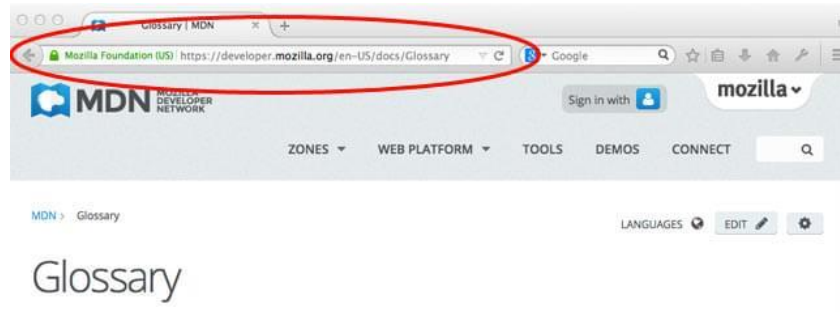 Glossary | MDN
Mozilla Foundation (US) https://developer.mozilla.org/en-US/docs/Glossary Google
MDN MOZILLA DEVELOPER NETWORK
Sign in with
mozilla
ZONES WEB PLATFORM TOOLS DEMOS CONNECT
MDN > Glossary
LANGUAGES EDIT
Glossary